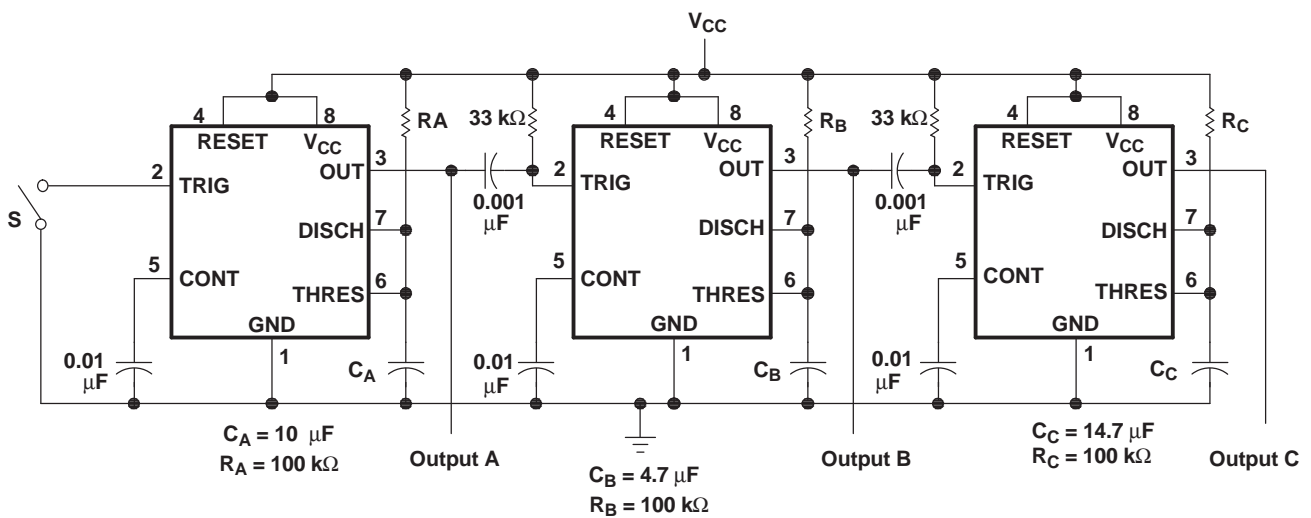 VCC
4
8
RESET
VCC
2
TRIG
3
OUT
7
DISCH
5
CONT
6
THRES
GND
1
S
0.01
μF
RA
CA
33 kΩ
0.001
μF
4
8
RESET
VCC
2
TRIG
3
OUT
7
DISCH
5
CONT
6
THRES
GND
1
0.01
μF
RB
CB
33 kΩ
0.001
μF
4
8
RESET
VCC
2
TRIG
3
OUT
7
DISCH
5
CONT
6
THRES
GND
1
0.01
μF
RC
CC
CA = 10 μF
RA = 100 kΩ
Output A
CB = 4.7 μF
RB = 100 kΩ
Output B
CC = 14.7 μF
RC = 100 kΩ
Output C